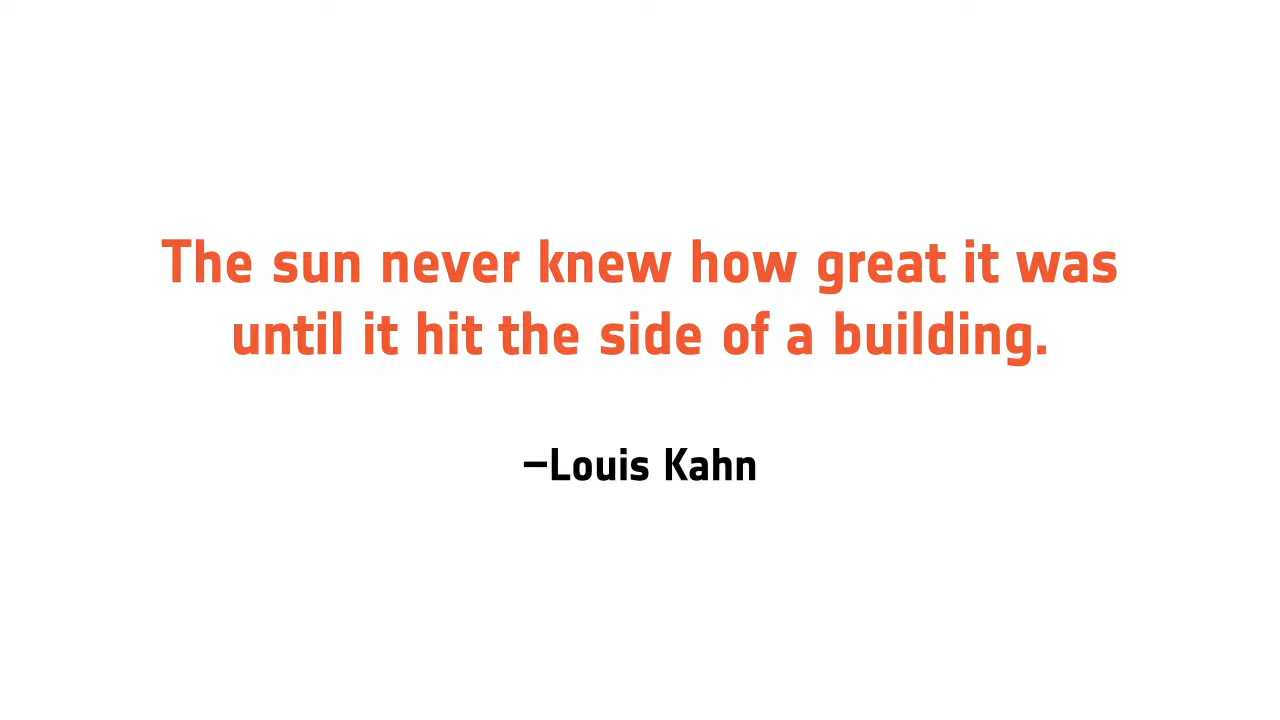 The sun never knew how great it was
until it hit the side of a building.
–Louis Kahn